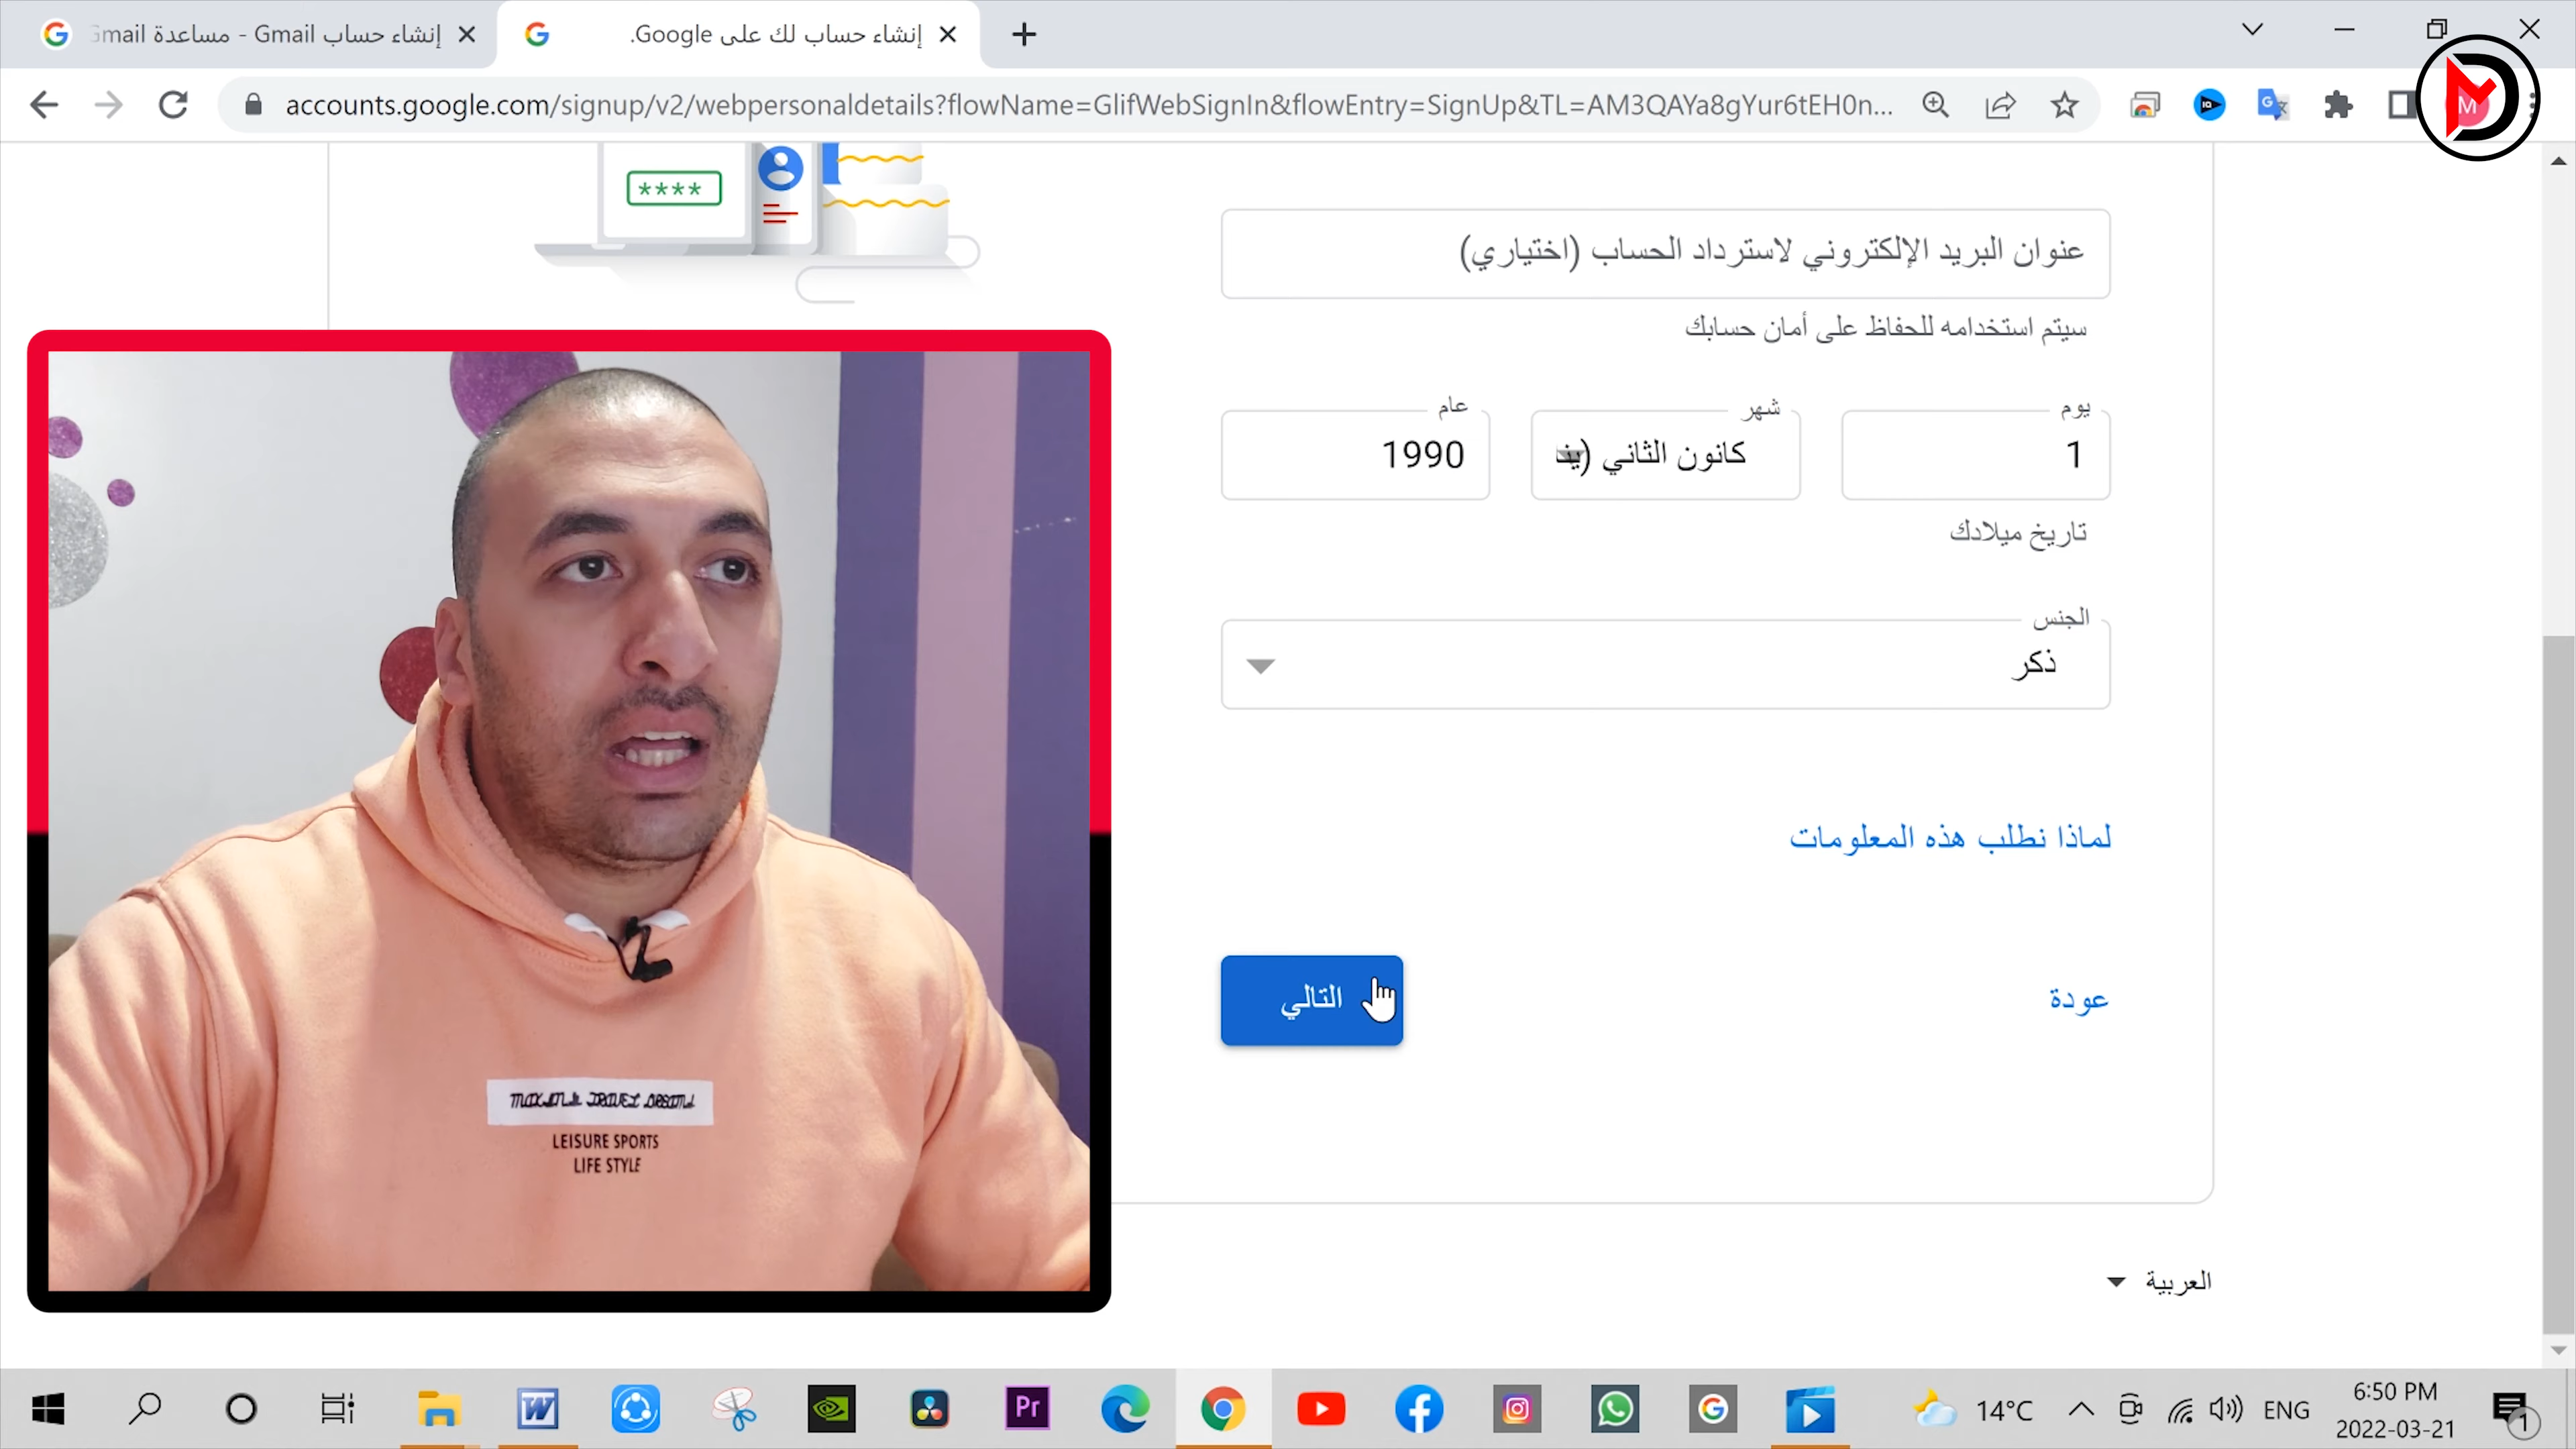 إنشاء حساب Gmail - مساعدة Gmail
إنشاء حساب لك على Google.
accounts.google.com/signup/v2/webpersonaldetails?flowName=GlifWebSignIn&flowEntry=SignUp&TL=AM3QAYa8gYur6tEH0n...
****
عنوان البريد الإلكتروني لاسترداد الحساب (اختياري)
سيتم استخدامه للحفاظ على أمان حسابك
يوم
شهر
عام
1
كانون الثاني
1990
تاريخ ميلادك
الجنس
ذكر
لماذا نطلب هذه المعلومات
عودة
التالي
LEISURE SPORTS
LIFE STYLE
العربية
Pr
14°C
ENG
6:50 PM
2022-03-21
1